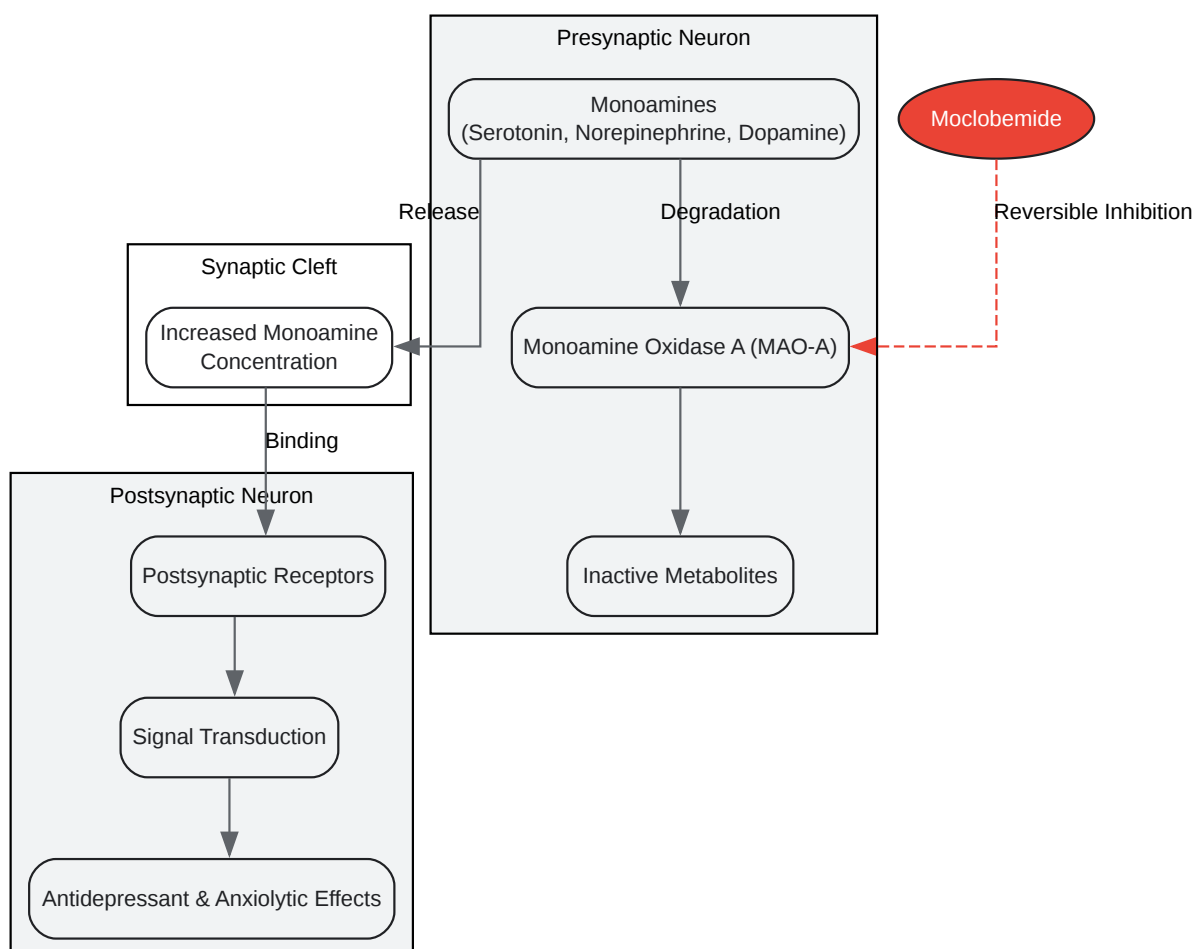 Presynaptic Neuron
Monoamines
(Serotonin, Norepinephrine, Dopamine)
Moclobemide
Release
Degradation
Reversible Inhibition
Synaptic Cleft
Increased Monoamine
Concentration
Monoamine Oxidase A (MAO-A)
Binding
Postsynaptic Neuron
Postsynaptic Receptors
Inactive Metabolites
Signal Transduction
Antidepressant & Anxiolytic Effects